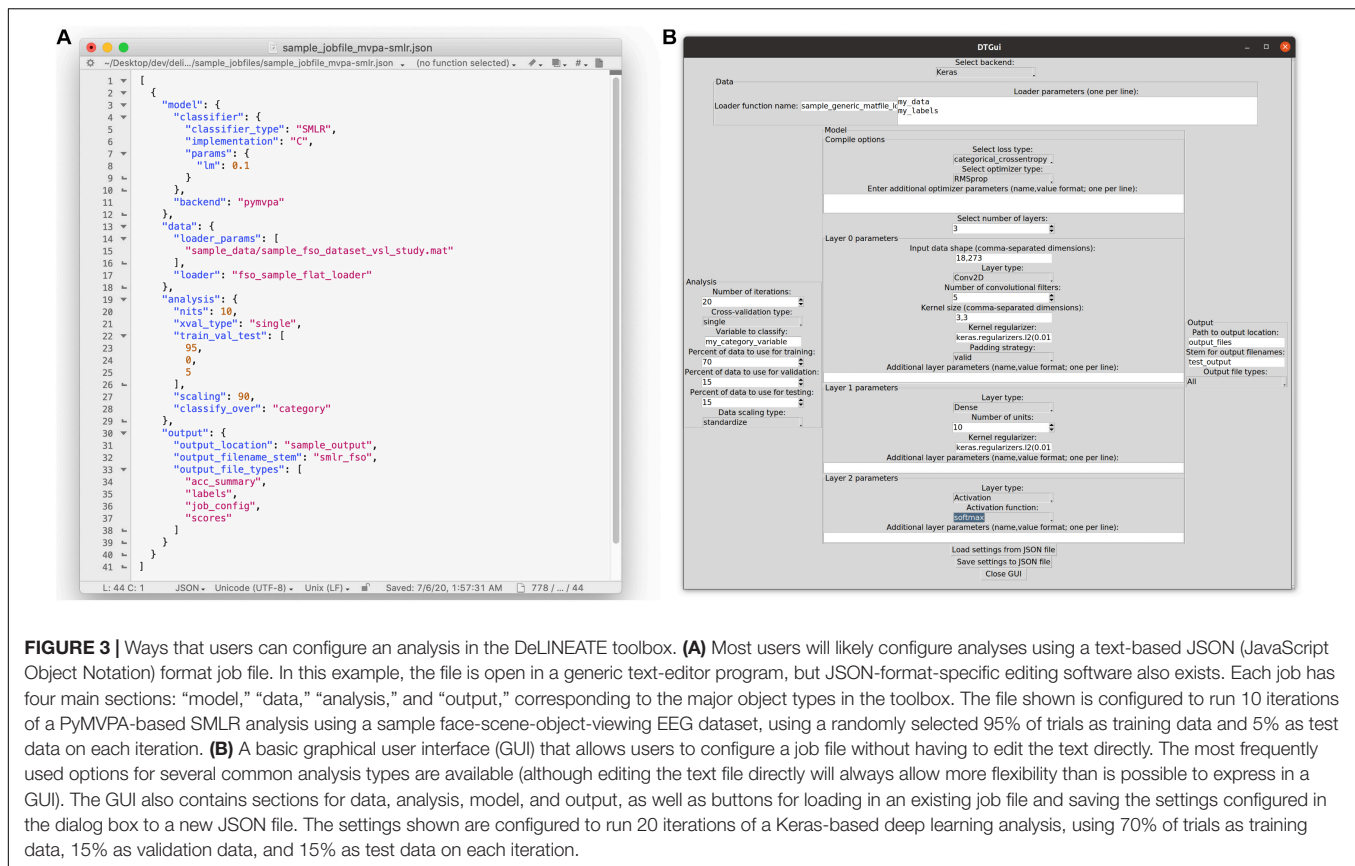 A
sample_jobfile_mvpa-smlr.json
~/Desktop/dev/deli.../sample_jobfiles/sample_jobfile_mvpa-smlr.json (no function selected) #
1 [
2 {
3 "model": {
4 "classifier": {
5 "classifier_type": "SMLR",
6 "implementation": "C",
7 "params": {
8 "lm": 0.1
9 }
10 },
11 "backend": "pymvpa"
12 },
13 "data": {
14 "loader_params": [
15 "sample_data/sample_fso_dataset_vsl_study.mat"
16 ],
17 "loader": "fso_sample_flat_loader"
18 },
19 "analysis": {
20 "nits": 10,
21 "xval_type": "single",
22 "train_val_test": [
23 95,
24 0,
25 5
26 ],
27 "scaling": 90,
28 "classify_over": "category"
29 },
30 "output": {
31 "output_location": "sample_output",
32 "output_filename_stem": "smlr_fso",
33 "output_file_types": [
34 "acc_summary",
35 "labels",
36 "job_config",
37 "scores"
38 ]
39 }
40 }
41 ]
L: 44 C: 1 JSON Unicode (UTF-8) Unix (LF) Saved: 7/6/20, 1:57:31 AM 778 / ... / 44
B
DTGui
Select backend:
Keras
Data
Loader parameters (one per line):
Loader function name: sample_generic_matfile_lo
my_data
my_labels
Model
Compile options
Select loss type:
categorical_crossentropy
Select optimizer type:
RMSprop
Enter additional optimizer parameters (name,value format; one per line):
Select number of layers:
3
Layer 0 parameters
Input data shape (comma-separated dimensions):
18,273
Layer type:
Conv2D
Number of convolutional filters:
5
Kernel size (comma-separated dimensions):
3,3
Kernel regularizer:
keras.regularizers.l2(0.01
Padding strategy:
valid
Additional layer parameters (name,value format; one per line):
Layer 1 parameters
Layer type:
Dense
Number of units:
10
Kernel regularizer:
keras.regularizers.l2(0.01
Additional layer parameters (name,value format; one per line):
Layer 2 parameters
Layer type:
Activation
Activation function:
softmax
Additional layer parameters (name,value format; one per line):
Load settings from JSON file
Save settings to JSON file
Close GUI
Analysis
Number of iterations:
20
Cross-validation type:
single
Variable to classify:
my_category_variable
Percent of data to use for training:
70
Percent of data to use for validation:
15
Percent of data to use for testing:
15
Data scaling type:
standardize
Output
Path to output location:
output_files
Stem for output filenames:
test_output
Output file types:
All
FIGURE 3 | Ways that users can configure an analysis in the DeLINEATE toolbox. (A) Most users will likely configure analyses using a text-based JSON (JavaScript
Object Notation) format job file. In this example, the file is open in a generic text-editor program, but JSON-format-specific editing software also exists. Each job has
four main sections: “model,” “data,” “analysis,” and “output,” corresponding to the major object types in the toolbox. The file shown is configured to run 10 iterations
of a PyMVPA-based SMLR analysis using a sample face-scene-object-viewing EEG dataset, using a randomly selected 95% of trials as training data and 5% as test
data on each iteration. (B) A basic graphical user interface (GUI) that allows users to configure a job file without having to edit the text directly. The most frequently
used options for several common analysis types are available (although editing the text file directly will always allow more flexibility than is possible to express in a
GUI). The GUI also contains sections for data, analysis, model, and output, as well as buttons for loading in an existing job file and saving the settings configured in
the dialog box to a new JSON file. The settings shown are configured to run 20 iterations of a Keras-based deep learning analysis, using 70% of trials as training
data, 15% as validation data, and 15% as test data on each iteration.